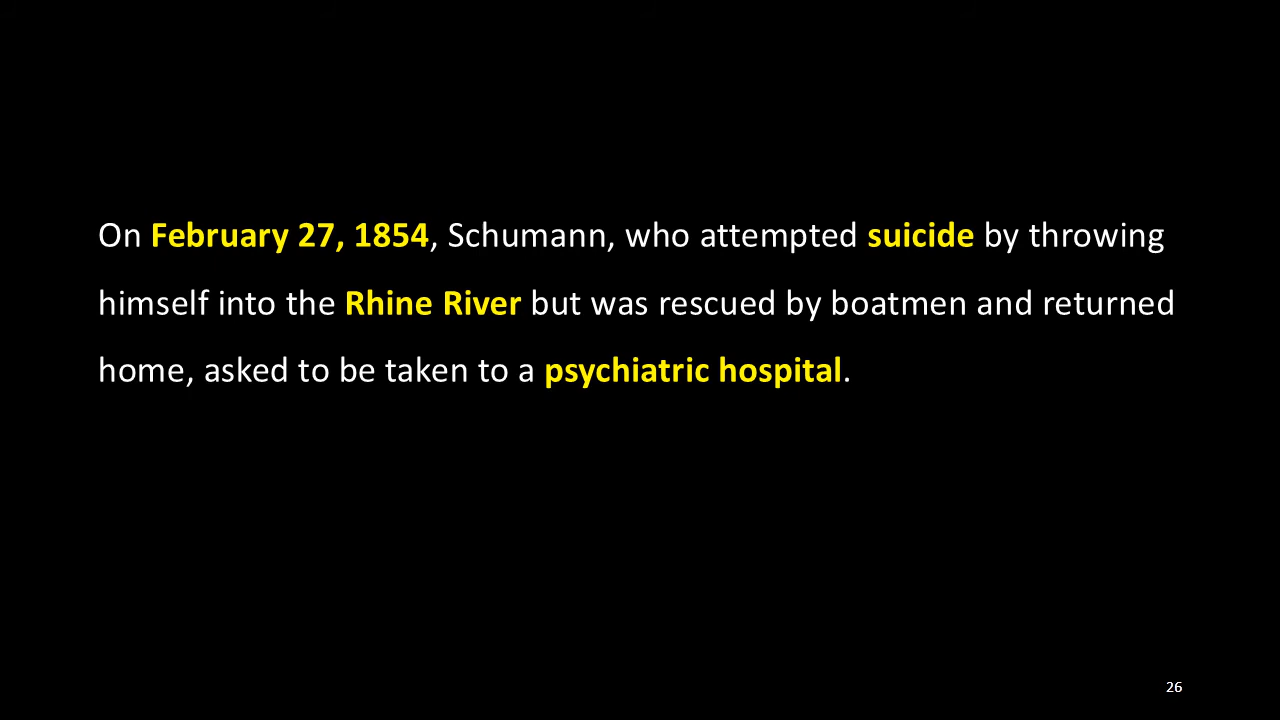 On February 27, 1854, Schumann, who attempted suicide by throwing
himself into the Rhine River but was rescued by boatmen and returned
home, asked to be taken to a psychiatric hospital.
26